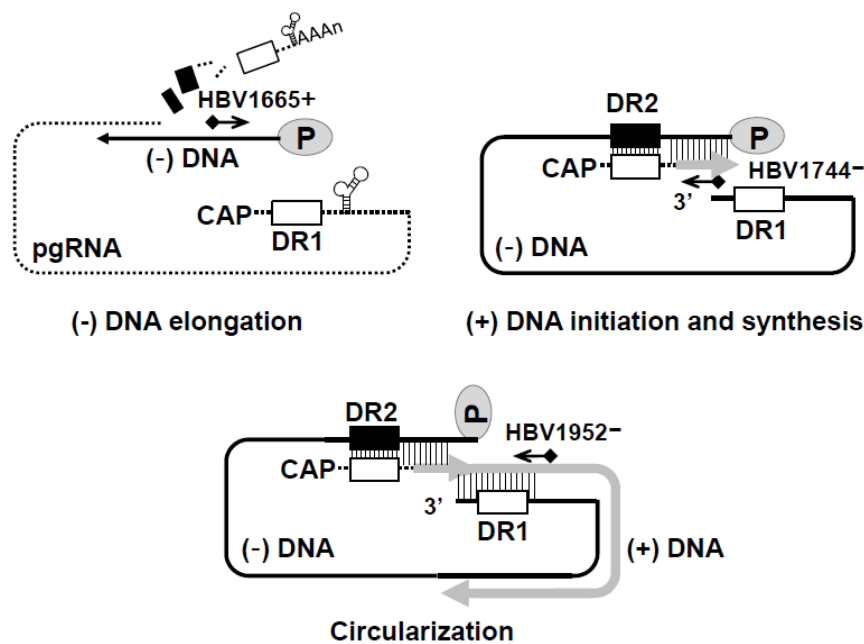 AAAn
HBV1665+
P
(-) DNA
CAP
DR1
pgRNA
(-) DNA elongation
DR2
P
CAP
HBV1744−
3’
DR1
(-) DNA
(+) DNA initiation and synthesis
DR2
P
HBV1952−
CAP
3’
DR1
(-) DNA
(+) DNA
Circularization